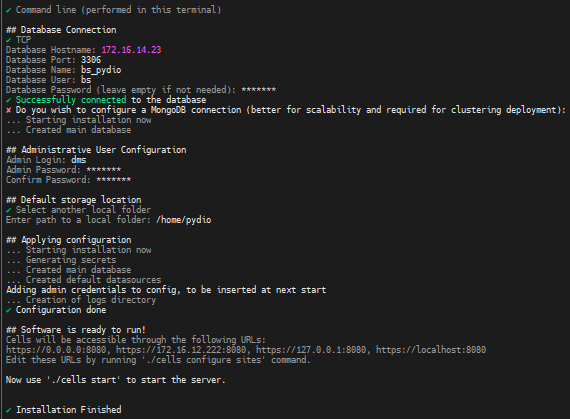 ✔ Command line (performed in this terminal)
## Database Connection
✔ TCP
Database Hostname: 172.16.14.23
Database Port: 3306
Database Name: bs_pydio
Database User: bs
Database Password (leave empty if not needed): *******
✔ Successfully connected to the database
✘ Do you wish to configure a MongoDB connection (better for scalability and required for clustering deployment):
... Starting installation now
... Created main database
## Administrative User Configuration
Admin Login: dms
Admin Password: *******
Confirm Password: *******
## Default storage location
✔ Select another local folder
Enter path to a local folder: /home/pydio
## Applying configuration
... Starting installation now
... Generating secrets
... Created main database
... Created default datasources
Adding admin credentials to config, to be inserted at next start
... Creation of logs directory
✔ Configuration done
## Software is ready to run!
Cells will be accessible through the following URLs:
https://0.0.0.0:8080, https://172.16.12.222:8080, https://127.0.0.1:8080, https://localhost:8080
Edit these URLs by running './cells configure sites' command.
Now use './cells start' to start the server.
✔ Installation Finished